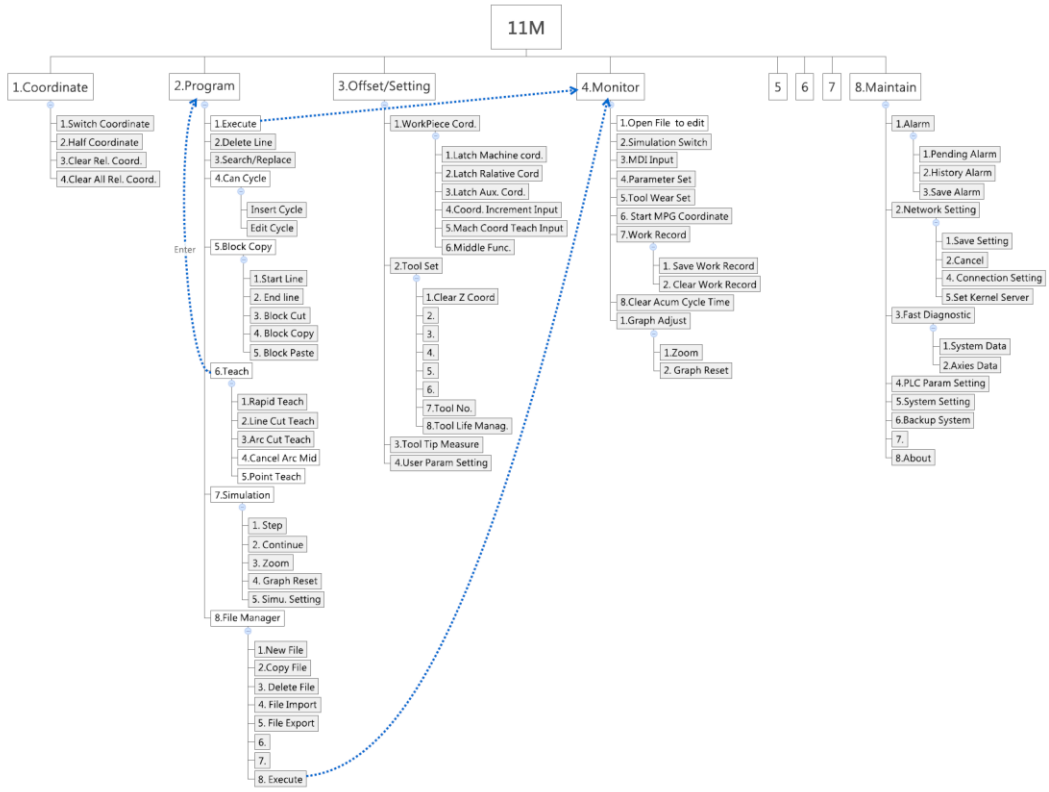 11M
1.Coordinate
1.Switch Coordinate
2.Half Coordinate
3.Clear Rel. Coord.
4.Clear All Rel. Coord.
2.Program
1.Execute
2.Delete Line
3.Search/Replace
4.Can Cycle
Insert Cycle
Edit Cycle
5.Block Copy
1.Start Line
2. End line
3. Block Cut
4. Block Copy
5. Block Paste
Enter
6.Teach
1.Rapid Teach
2.Line Cut Teach
3.Arc Cut Teach
4.Cancel Arc Mid
5.Point Teach
7.Simulation
1. Step
2. Continue
3. Zoom
4. Graph Reset
5. Simu. Setting
8.File Manager
1.New File
2.Copy File
3. Delete File
4. File Import
5. File Export
6.
7.
8. Execute
3.Offset/Setting
1.WorkPiece Cord.
1.Latch Machine cord.
2.Latch Ralative Cord
3.Latch Aux. Cord.
4.Coord. Increment Input
5.Mach Coord Teach Input
6.Middle Func.
2.Tool Set
1.Clear Z Coord
2.
3.
4.
5.
6.
7.Tool No.
8.Tool Life Manag.
3.Tool Tip Measure
4.User Param Setting
4.Monitor
1.Open File to edit
2.Simulation Switch
3.MDI Input
4.Parameter Set
5.Tool Wear Set
6. Start MPG Coordinate
7.Work Record
1. Save Work Record
2. Clear Work Record
8.Clear Acum Cycle Time
1.Graph Adjust
1.Zoom
2. Graph Reset
5
6
7
8.Maintain
1.Alarm
1.Pending Alarm
2.History Alarm
3.Save Alarm
2.Network Setting
1.Save Setting
2.Cancel
4. Connection Setting
5.Set Kernel Server
3.Fast Diagnostic
1.System Data
2.Axies Data
4.PLC Param Setting
5.System Setting
6.Backup System
7.
8.About